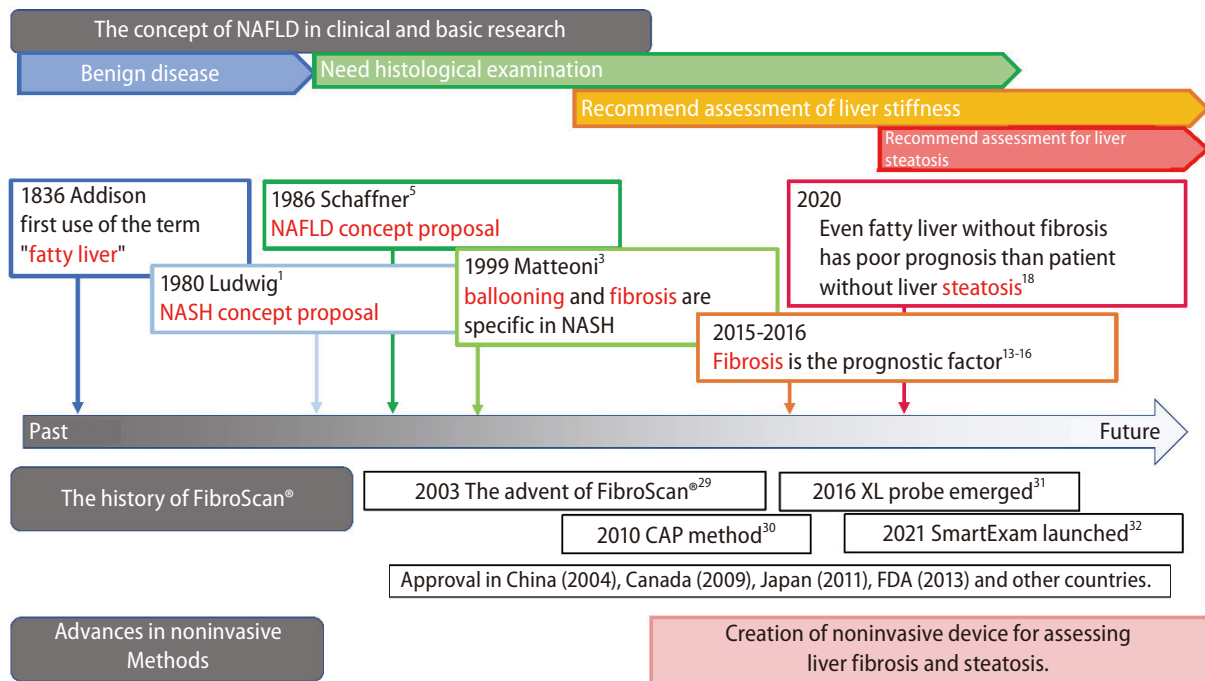 The concept of NAFLD in clinical and basic research
Benign disease
Need histological examination
Recommend assessment of liver stiffness
Recommend assessment for liver
steatosis
1836 Addison
first use of the term
"fatty liver"
1980 Ludwig1
NASH concept proposal
1986 Schaffner5
NAFLD concept proposal
1999 Matteoni3
ballooning and fibrosis are
specific in NASH
2015-2016
Fibrosis is the prognostic factor13-16
2020
Even fatty liver without fibrosis
has poor prognosis than patient
without liver steatosis18
Past
Future
The history of FibroScan®
2003 The advent of FibroScan®29
2016 XL probe emerged31
2010 CAP method30
2021 SmartExam launched32
Approval in China (2004), Canada (2009), Japan (2011), FDA (2013) and other countries.
Advances in noninvasive
Methods
Creation of noninvasive device for assessing
liver fibrosis and steatosis.